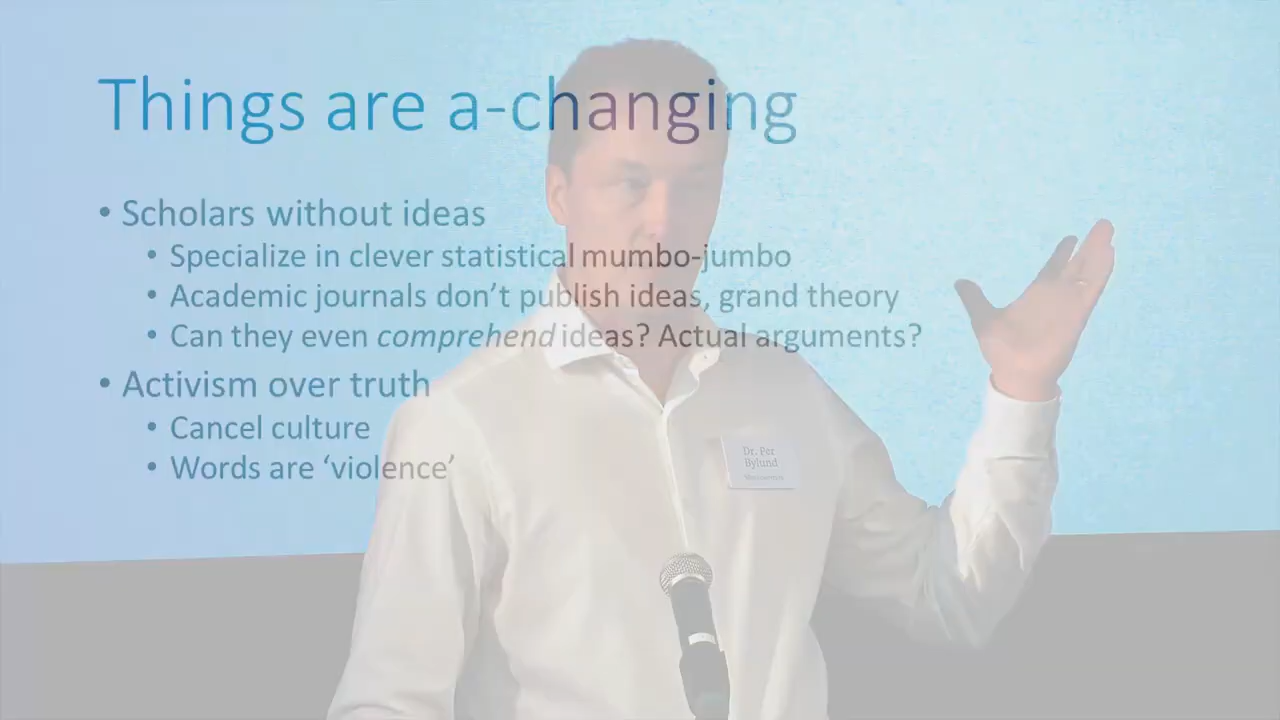 Things are a-changing
• Scholars without ideas
• Specialize in clever statistical mumbo-jumbo
• Academic journals don’t publish ideas, grand theory
• Can they even comprehend ideas? Actual arguments?
• Activism over truth
• Cancel culture
• Words are ‘violence’
Dr. Per
Bylund